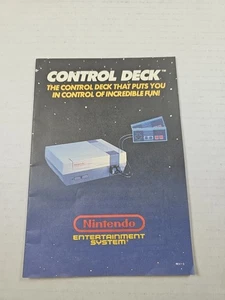 CONTROL DECK™
THE CONTROL DECK THAT PUTS YOU
IN CONTROL OF INCREDIBLE FUN!
Nintendo
ENTERTAINMENT
SYSTEM